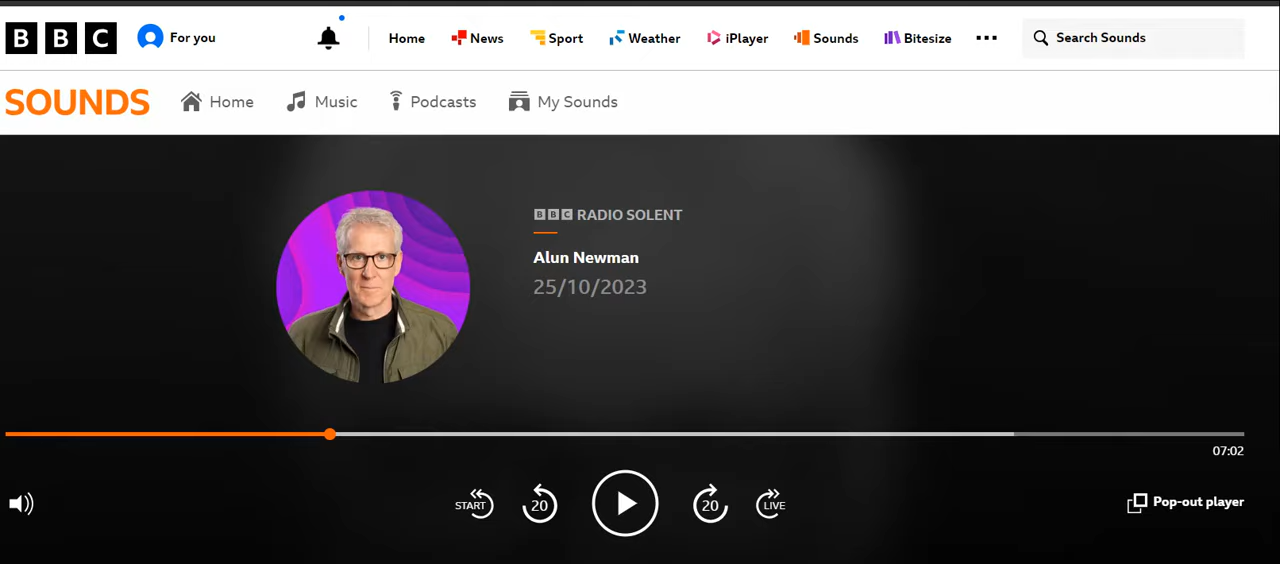 BBC For you Home News Sport Weather iPlayer Sounds Bitesize Search Sounds
SOUNDS Home Music Podcasts My Sounds
BBC RADIO SOLENT
Alun Newman
25/10/2023
07:02
START 20 20 LIVE Pop-out player